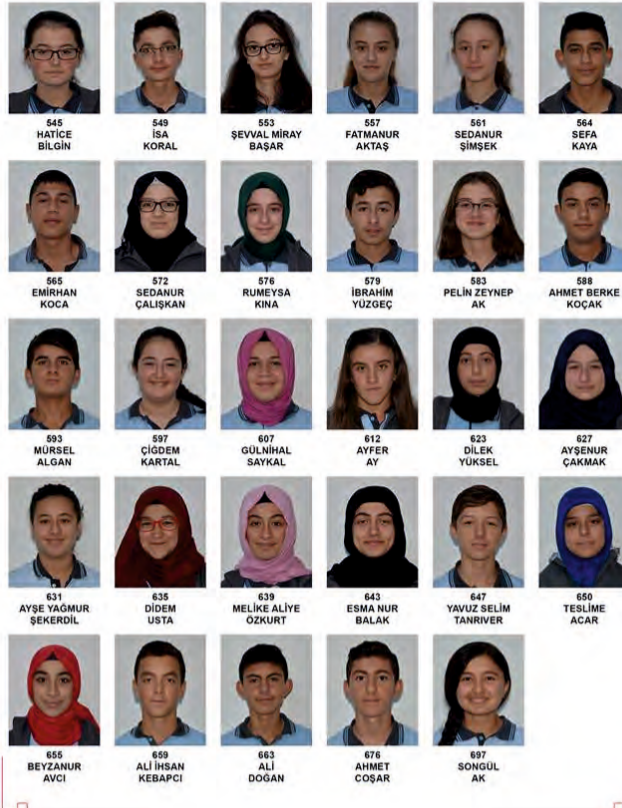 545 549 553 557 561 564
HATİCE İSA ŞEVVAL MİRAY FATMANUR SEDANUR SEFA
BİLGİN KORAL BAŞAR AKTAŞ ŞİMŞEK KAYA
565 572 576 579 583 588
EMİRHAN SEDANUR RUMEYSA İBRAHİM PELİN ZEYNEP AHMET BERKE
KOCA ÇALIŞKAN KINA YÜZGEÇ AK KOÇAK
593 597 607 612 623 627
MÜRSEL ÇİGDEM GÜLNİHAL AYFER DİLEK AYŞENUR
ALGAN KARTAL SAYKAL AY YÜKSEL ÇAKMAK
631 635 639 643 647 650
AYŞE YAĞMUR DİDEM MELİKE ALİYE ESMA NUR YAVUZ SELİM TESLİME
ŞEKERDİL USTA ÖZKURT BALAK TANRIVER ACAR
655 659 663 676 697
BEYZANUR ALİ İHSAN ALİ AHMET SONGÜL
AVCI KEBAPCI DOĞAN COŞAR AK